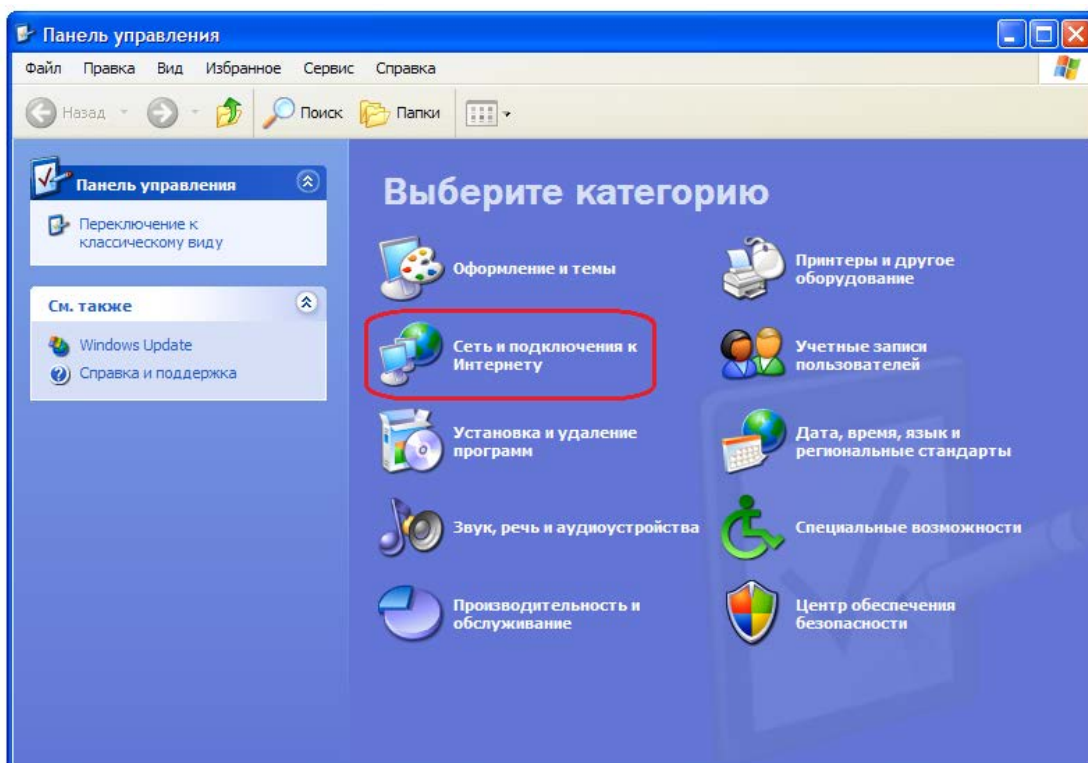 Панель управления
Файл Правка Вид Избранное Сервис Справка
Назад Поиск Папки
Панель управления
Переключение к
классическому виду
См. также
Windows Update
Справка и поддержка
Выберите категорию
Оформление и темы
Принтеры и другое
оборудование
Сеть и подключения к
Интернету
Учетные записи
пользователей
Установка и удаление
программ
Дата, время, язык и
региональные стандарты
Звук, речь и аудиоустройства
Специальные возможности
Производительность и
обслуживание
Центр обеспечения
безопасности